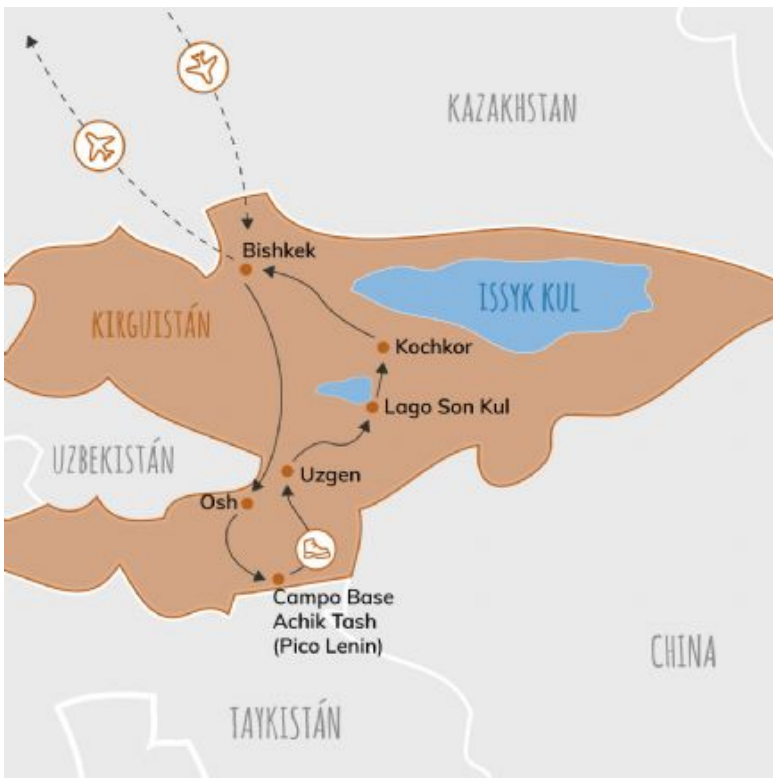 KAZAKHSTAN
Bishkek
ISSYK KUL
KIRGUISTÁN
Kochkor
Lago Son Kul
UZBEKISTÁN
Uzgen
Osh
Campo Base
Achik Tash
(Pico Lenin)
CHINA
TAYKISTÁN